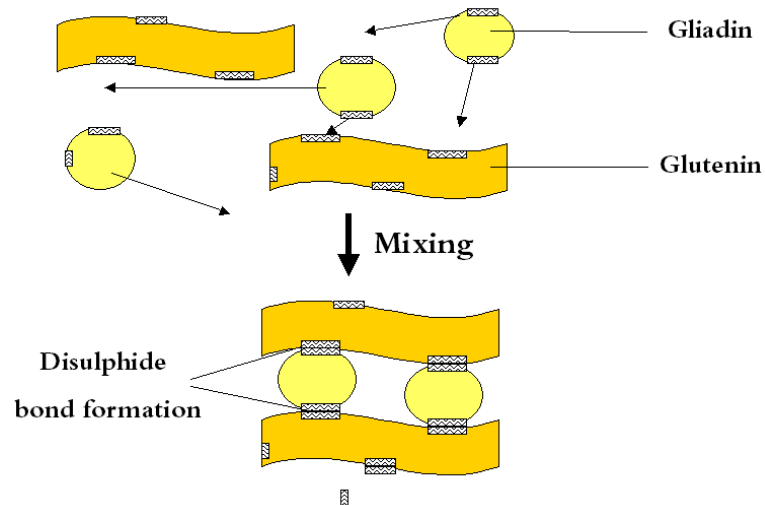 Gliadin
Glutenin
Mixing
Disulphide
bond formation